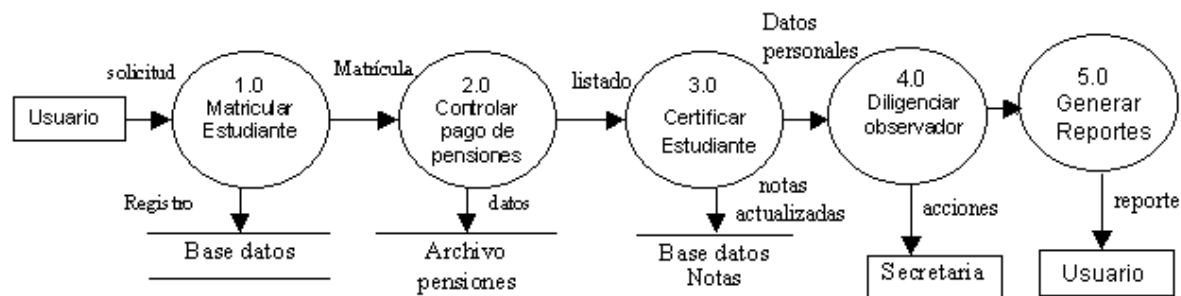 Usuario
solicitud
1.0
Matricular
Estudiante
Registro
Base datos
Matrícula
2.0
Controlar
pago de
pensiones
datos
Archivo
pensiones
listado
3.0
Certificar
Estudiante
notas
actualizadas
Base datos
Notas
Datos
personales
4.0
Diligenciar
observador
acciones
Secretaria
5.0
Generar
Reportes
reporte
Usuario